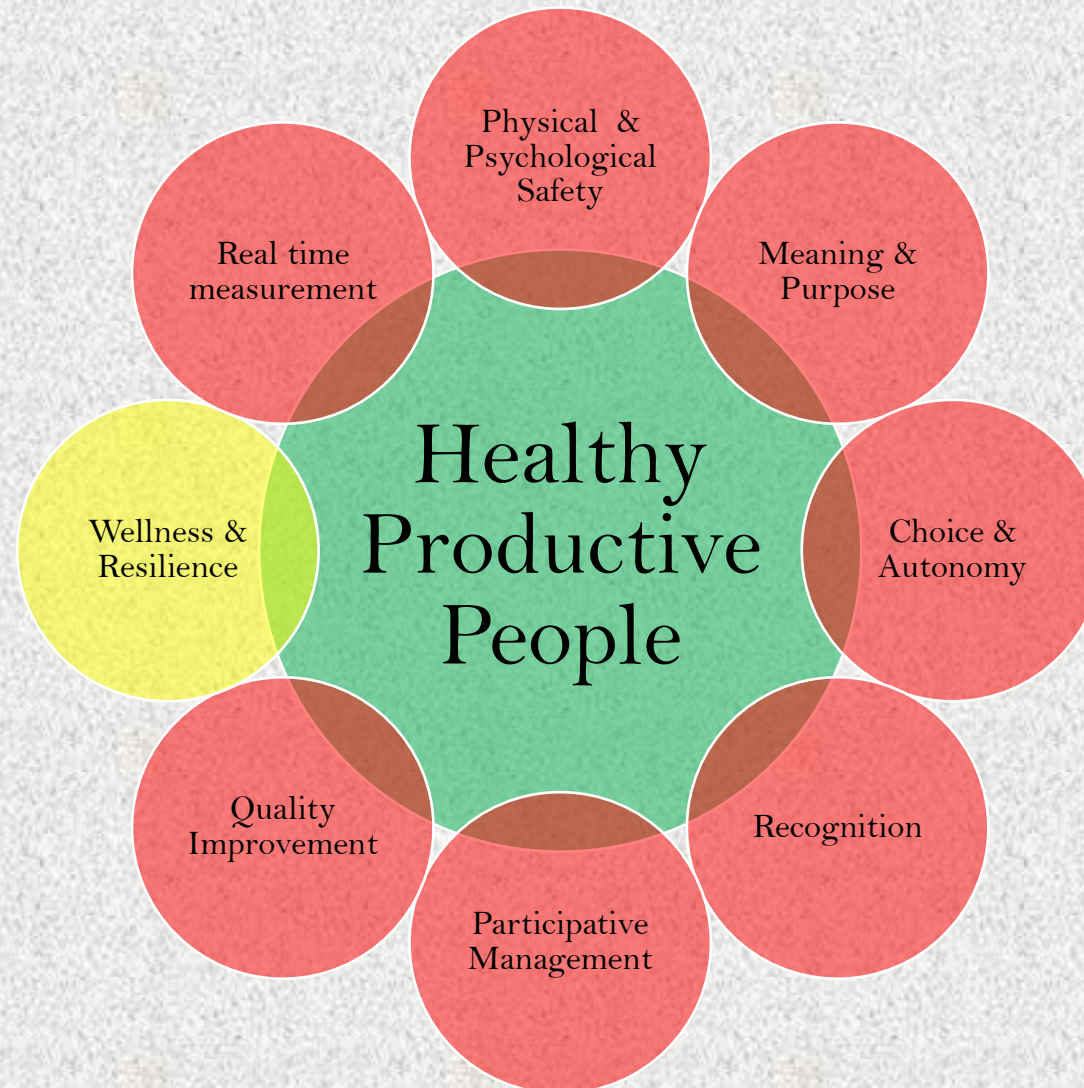 Physical &
Psychological
Safety
Meaning &
Purpose
Choice &
Autonomy
Recognition
Participative
Management
Quality
Improvement
Wellness &
Resilience
Real time
measurement
Healthy
Productive
People